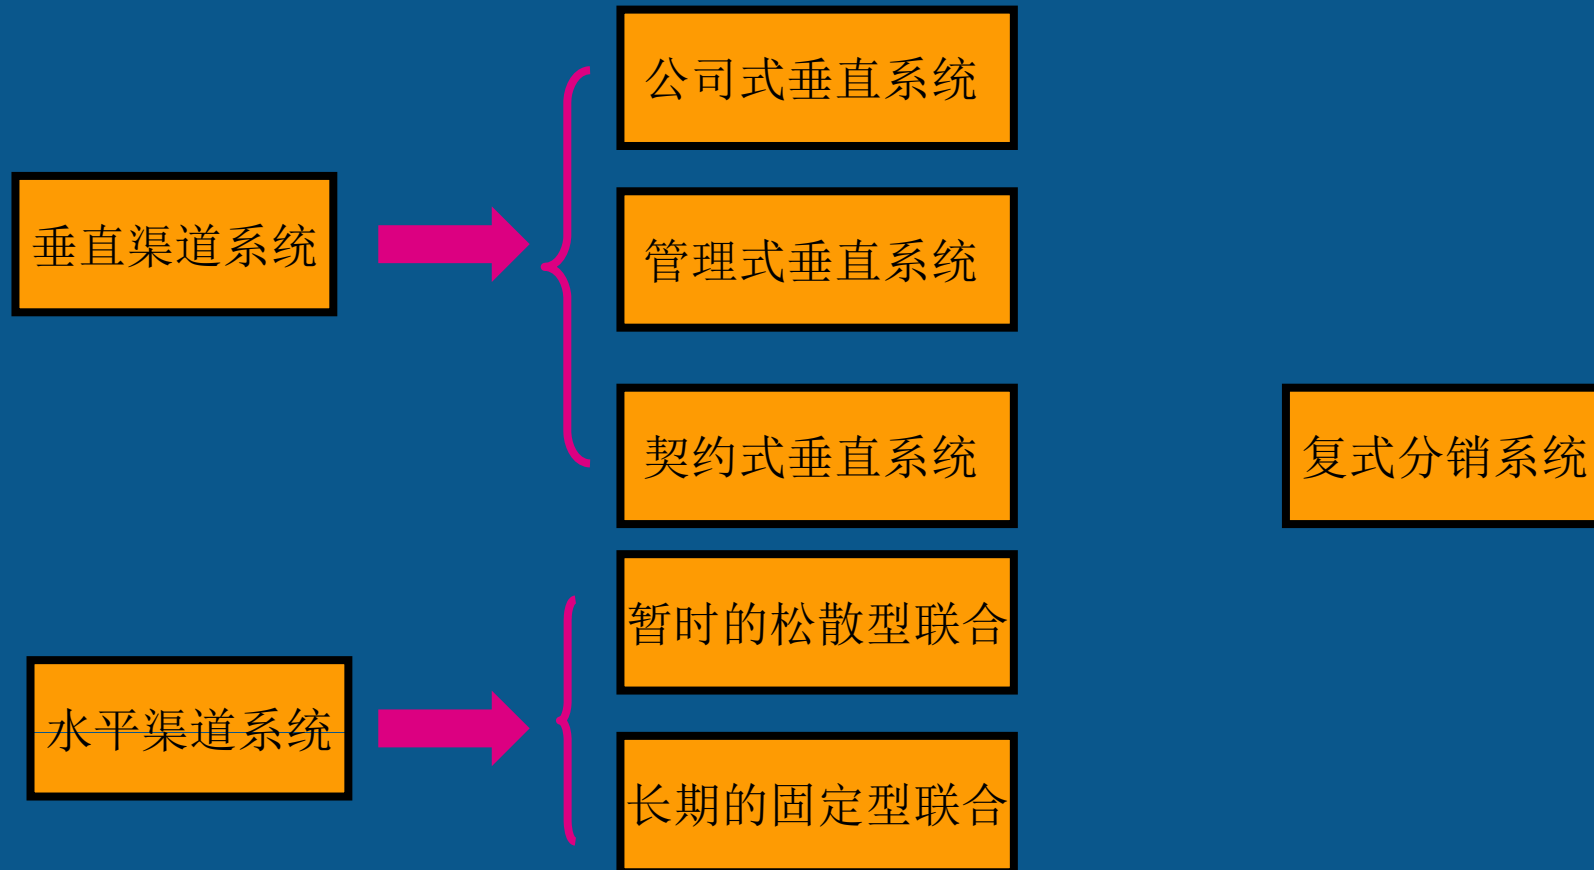 公司式垂直系统
垂直渠道系统
管理式垂直系统
契约式垂直系统
复式分销系统
暂时的松散型联合
水平渠道系统
长期的固定型联合